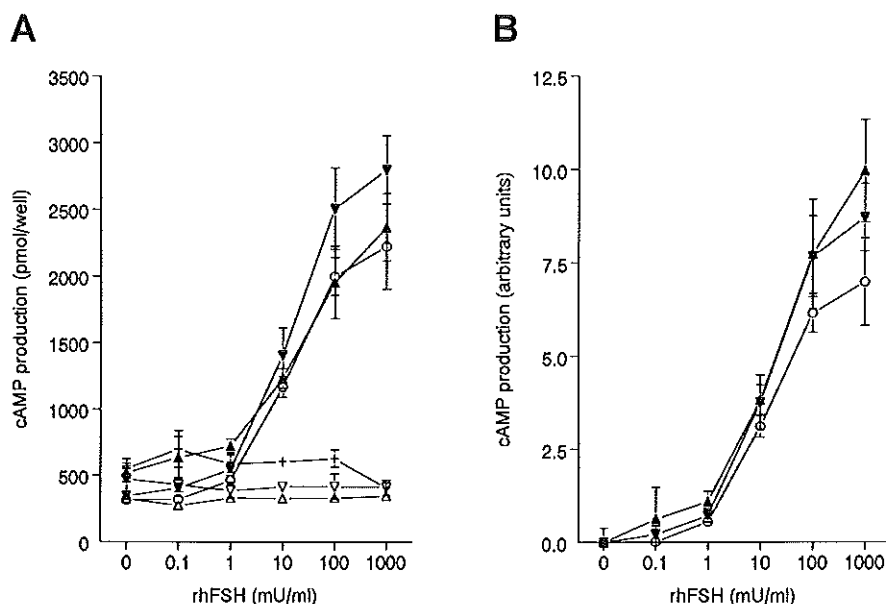 A
3500
3000
2500
2000
1500
1000
500
0
cAMP production (pmol/well)
0 0.1 1 10 100 1000
rhFSH (mU/ml)
B
12.5
10.0
7.5
5.0
2.5
0.0
cAMP production (arbitrary units)
0 0.1 1 10 100 1000
rhFSH (mU/ml)